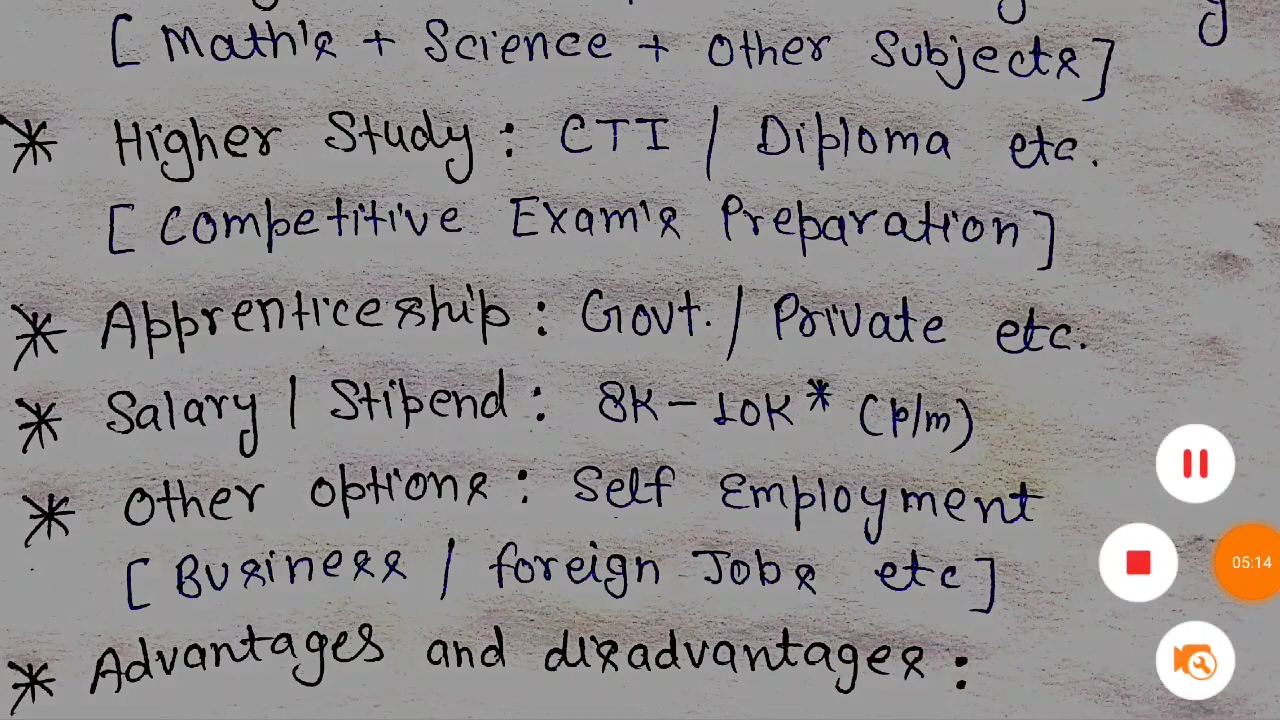 [Math's + Science + Other Subjects]
* Higher Study : CTI / Diploma etc.
[Competitive Exam's Preparation]
* Apprenticeship : Govt. / Private etc.
* Salary / Stipend : 8K - 10K* (p/m)
* Other options : Self Employment
[Business / foreign Jobs etc]
* Advantages and disadvantages :
05:14